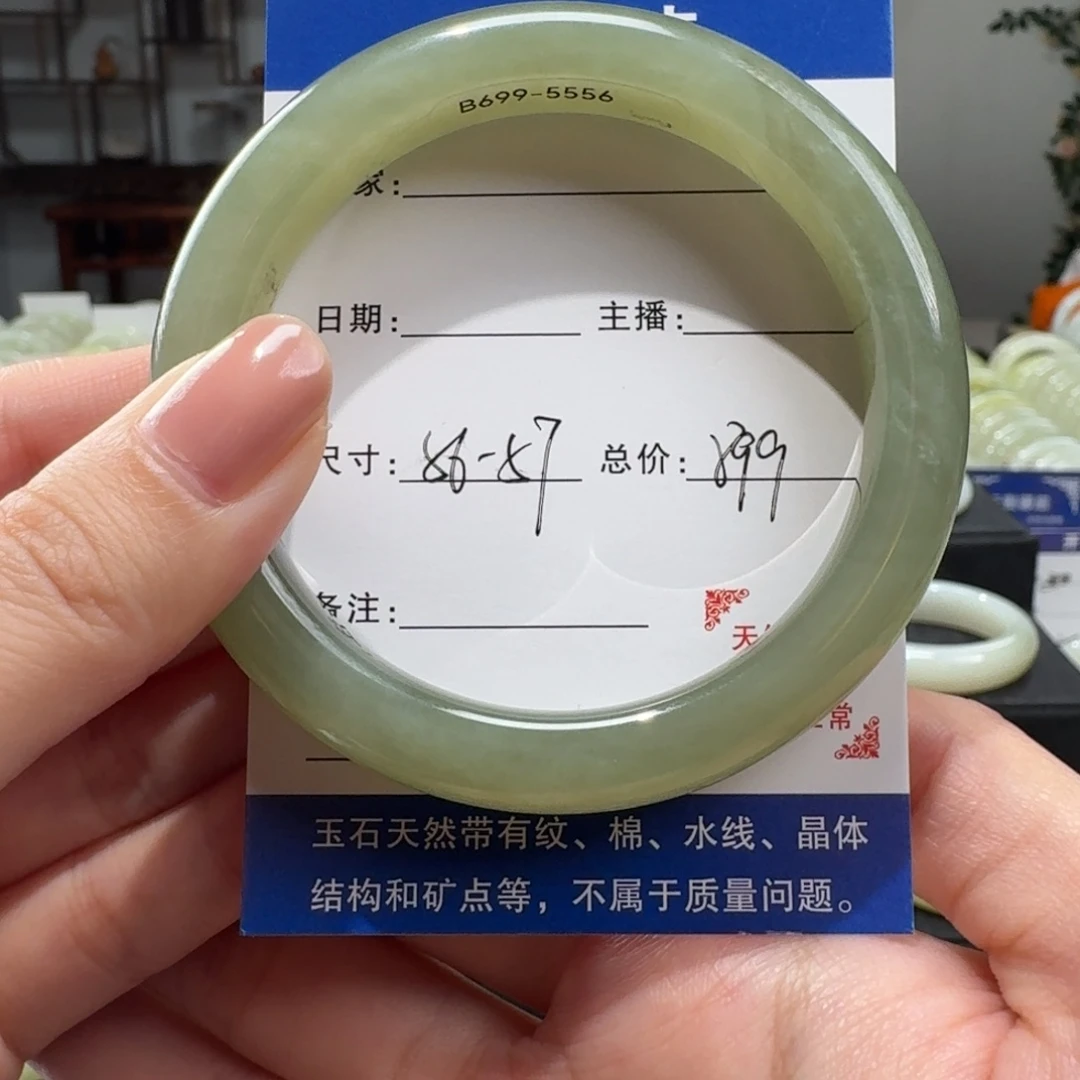 B699-5556
家:
日期: 主播:
尺寸: 56-57 总价: 899
备注:
常
玉石天然带有纹、棉、水线、晶体
结构和矿点等，不属于质量问题。